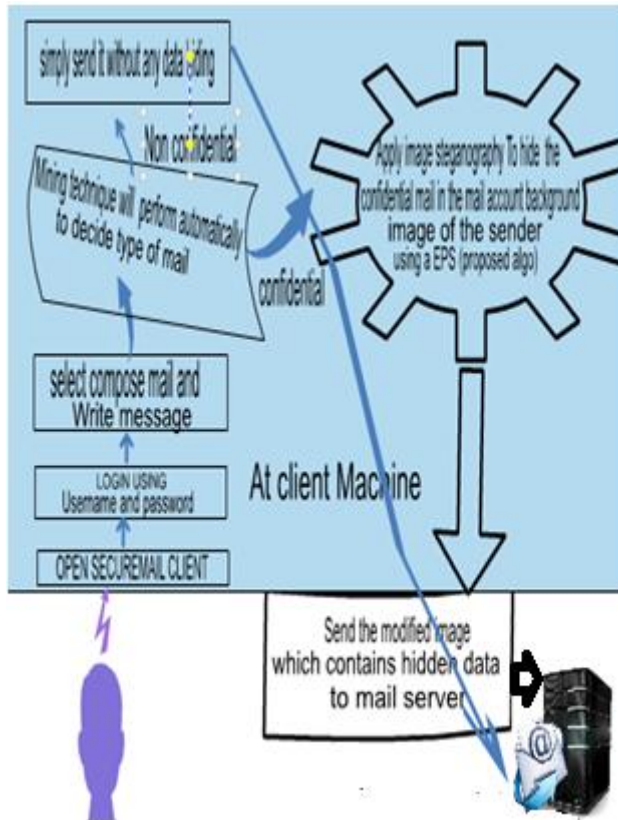 simply send it without any data hiding
Non confidential
Mining technique will perform automatically
to decide type of mail
confidential
Apply image steganography To hide the
confidential mail in the mail account background
image of the sender
using a EPS (proposed algo)
select compose mail and
Write message
LOGIN USING
Username and password
At client Machine
OPEN SECUREMAIL CLIENT
Send the modified image
which contains hidden data
to mail server
@